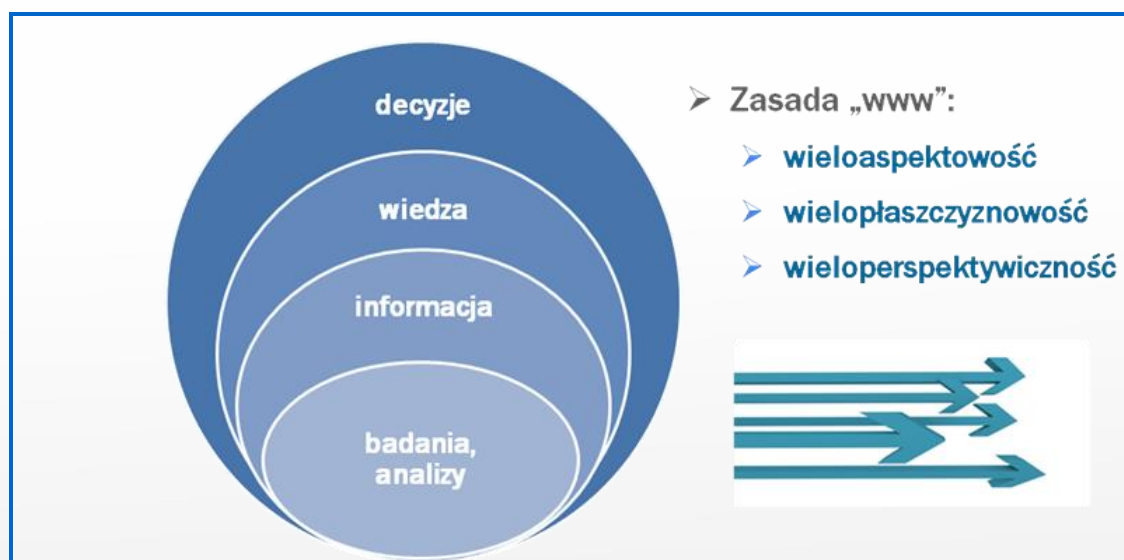 decyzje
wiedza
informacja
badania,
analizy
Zasada „www”:
wieloaspektowość
wielopłaszczyznowość
wieloperspektywiczność